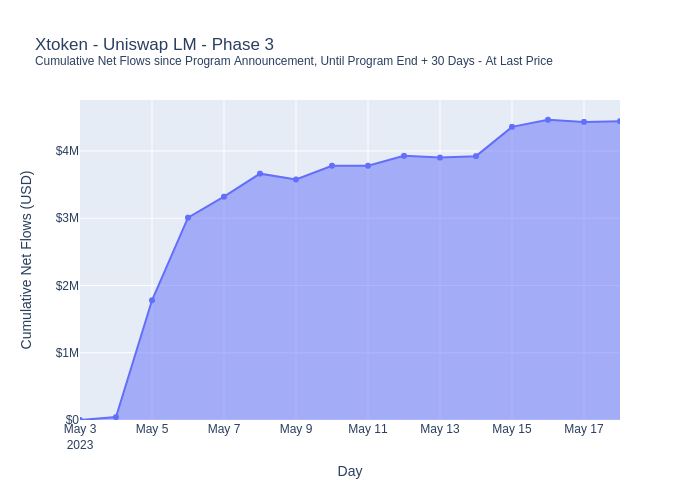 Xtoken - Uniswap LM - Phase 3
Cumulative Net Flows since Program Announcement, Until Program End + 30 Days - At Last Price
Cumulative Net Flows (USD)
$4M
$3M
$2M
$1M
$0
May 3 May 5 May 7 May 9 May 11 May 13 May 15 May 17
2023
Day